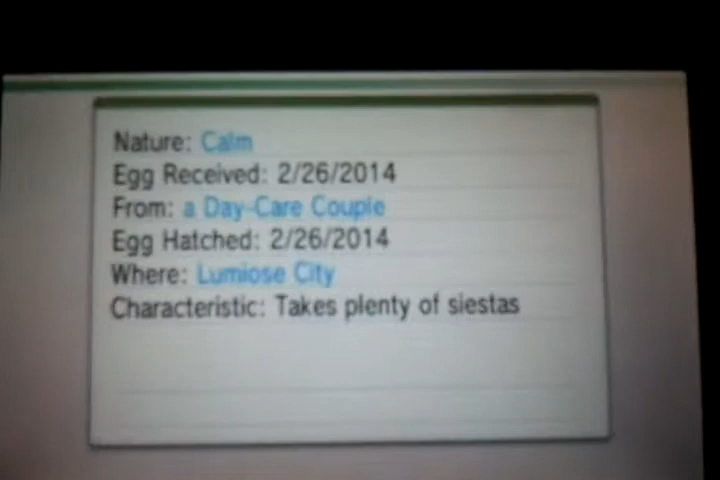 Nature: Calm
Egg Received: 2/26/2014
From: a Day-Care Couple
Egg Hatched: 2/26/2014
Where: Lumiose City
Characteristic: Takes plenty of siestas